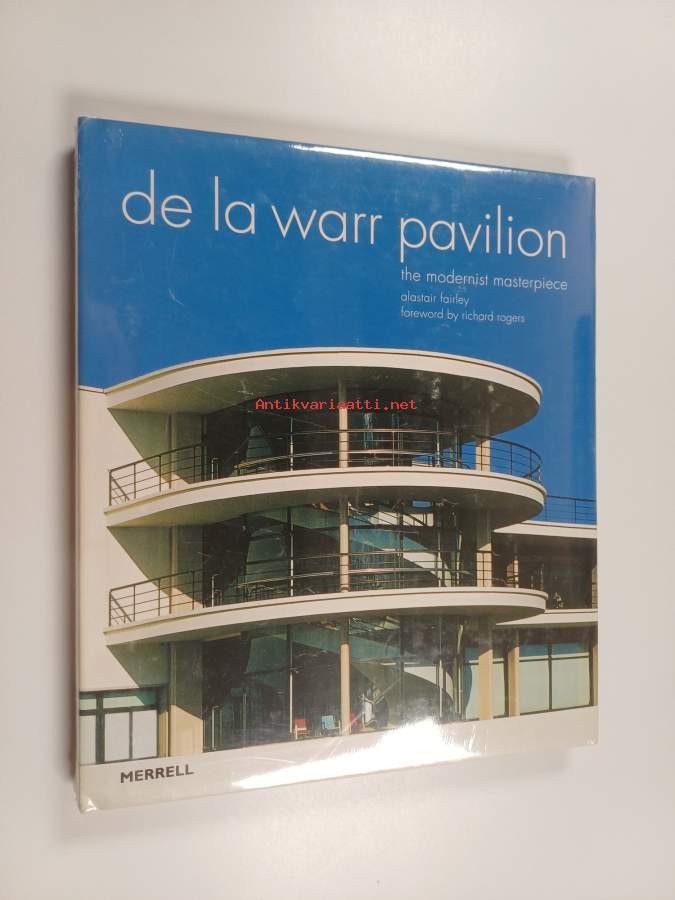 de la warr pavilion
the modernist masterpiece
alastair fairley
foreword by richard rogers
Antikvariaatti.net
MERRELL